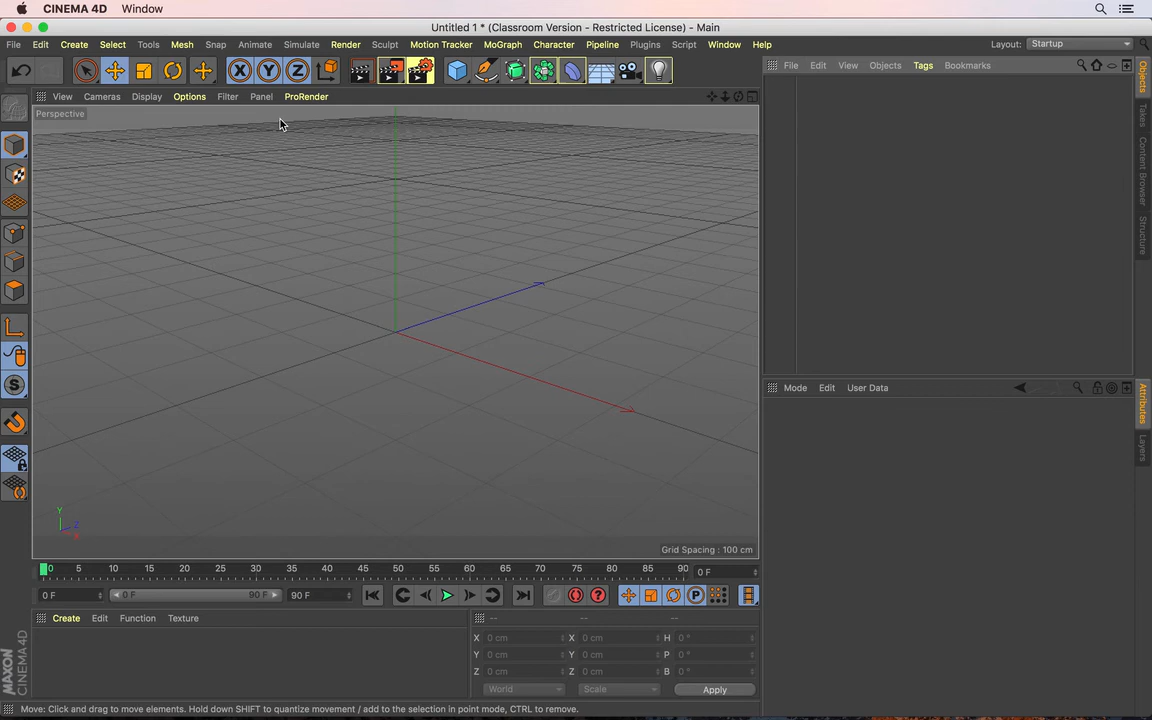 CINEMA 4D Window
Untitled 1 * (Classroom Version - Restricted License) - Main
File Edit Create Select Tools Mesh Snap Animate Simulate Render Sculpt Motion Tracker MoGraph Character Pipeline Plugins Script Window Help Layout: Startup
X Y Z
File Edit View Objects Tags Bookmarks
View Cameras Display Options Filter Panel ProRender
Perspective
Objects
Takes
Content Browser
Structure
S
Mode Edit User Data
Attributes
Layers
Y
Z
X
Grid Spacing : 100 cm
0 5 10 15 20 25 30 35 40 45 50 55 60 65 70 75 80 85 90 0 F
0 F 0 F 90 F 90 F P
Create Edit Function Texture -- -- --
X 0 cm X 0 cm H 0 °
Y 0 cm Y 0 cm P 0 °
Z 0 cm Z 0 cm B 0 °
World Scale Apply
MAXON
CINEMA 4D
Move: Click and drag to move elements. Hold down SHIFT to quantize movement / add to the selection in point mode, CTRL to remove.